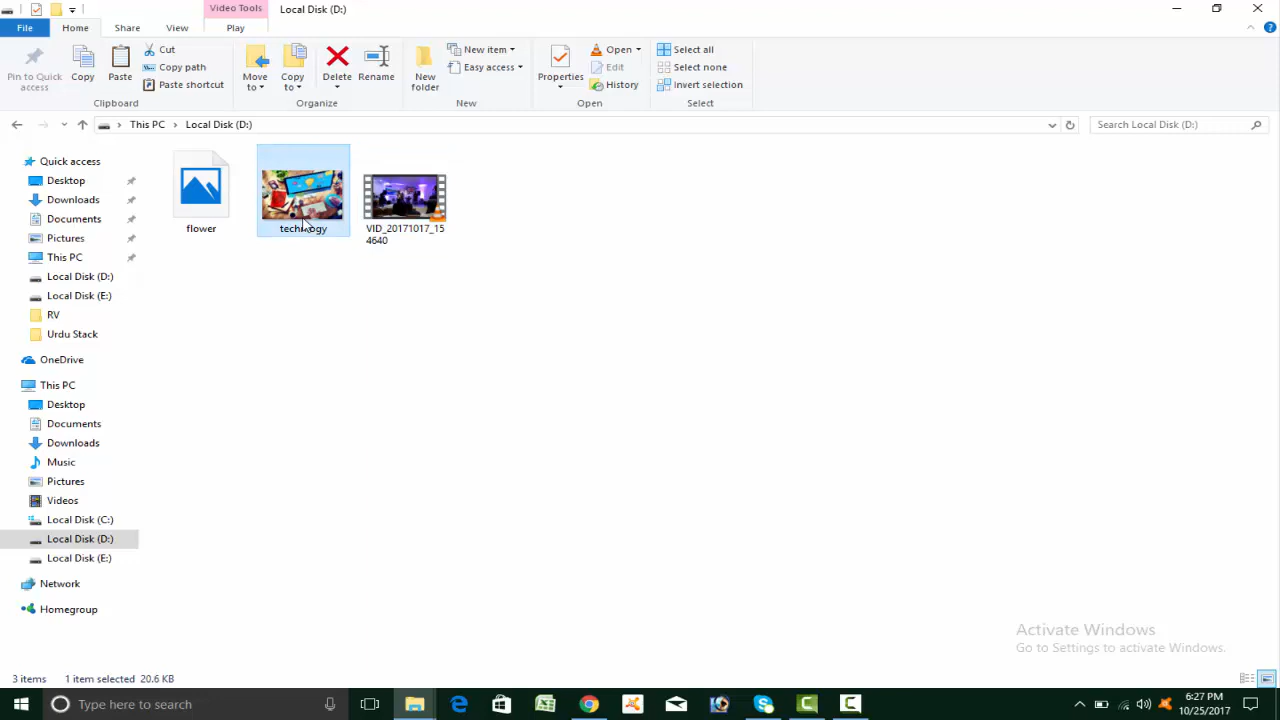 Video Tools
Local Disk (D:)
File
Home
Share
View
Play
Pin to Quick
access
Copy
Paste
Cut
Copy path
Paste shortcut
Clipboard
Move
to
Copy
to
Delete
Rename
Organize
New
folder
New item
Easy access
New
Properties
Open
Edit
History
Open
Select all
Select none
Invert selection
Select
This PC
Local Disk (D:)
Search Local Disk (D:)
Quick access
Desktop
Downloads
Documents
Pictures
This PC
Local Disk (D:)
Local Disk (E:)
RV
Urdu Stack
OneDrive
This PC
Desktop
Documents
Downloads
Music
Pictures
Videos
Local Disk (C:)
Local Disk (D:)
Local Disk (E:)
Network
Homegroup
flower
VID_20171017_15
4640
Activate Windows
Go to Settings to activate Windows.
3 items
1 item selected 20.6 KB
Type here to search
6:27 PM
10/25/2017